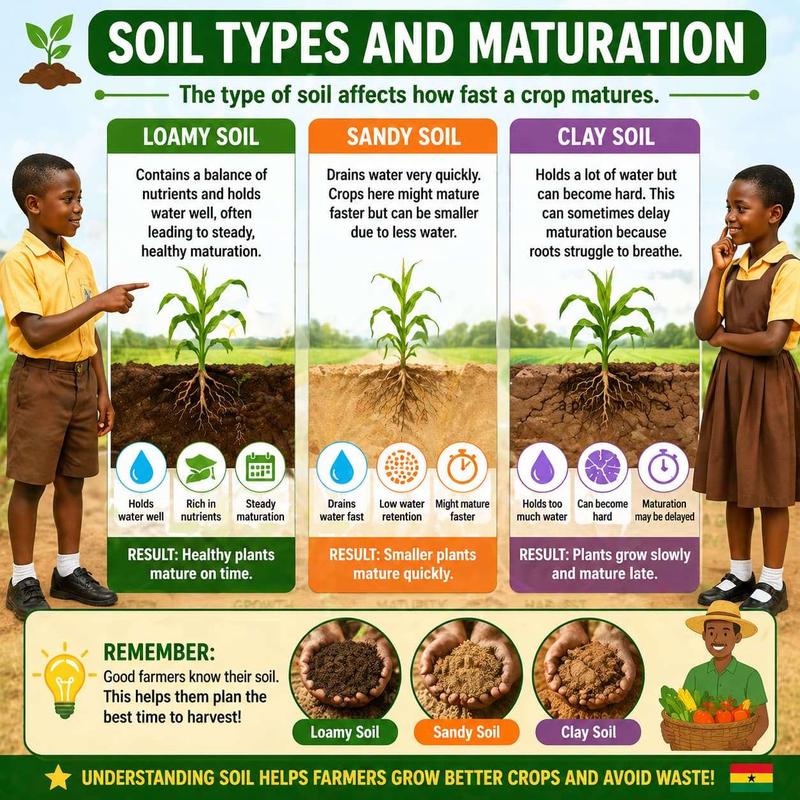 SOIL TYPES AND MATURATION
The type of soil affects how fast a crop matures.
LOAMY SOIL
Contains a balance of
nutrients and holds
water well, often
leading to steady,
healthy maturation.
Holds
water well
Rich in
nutrients
Steady
maturation
RESULT: Healthy plants
mature on time.
SANDY SOIL
Drains water very quickly.
Crops here might mature
faster but can be smaller
due to less water.
Drains
water fast
Low water
retention
Might mature
faster
RESULT: Smaller plants
mature quickly.
CLAY SOIL
Holds a lot of water but
can become hard. This
can sometimes delay
maturation because
roots struggle to breathe.
Holds too
much water
Can become
hard
Maturation
may be delayed
RESULT: Plants grow slowly
and mature late.
GROWTH
MATURITY
HARVEST
REMEMBER:
Good farmers know their soil.
This helps them plan the
best time to harvest!
Loamy Soil
Sandy Soil
Clay Soil
UNDERSTANDING SOIL HELPS FARMERS GROW BETTER CROPS AND AVOID WASTE!